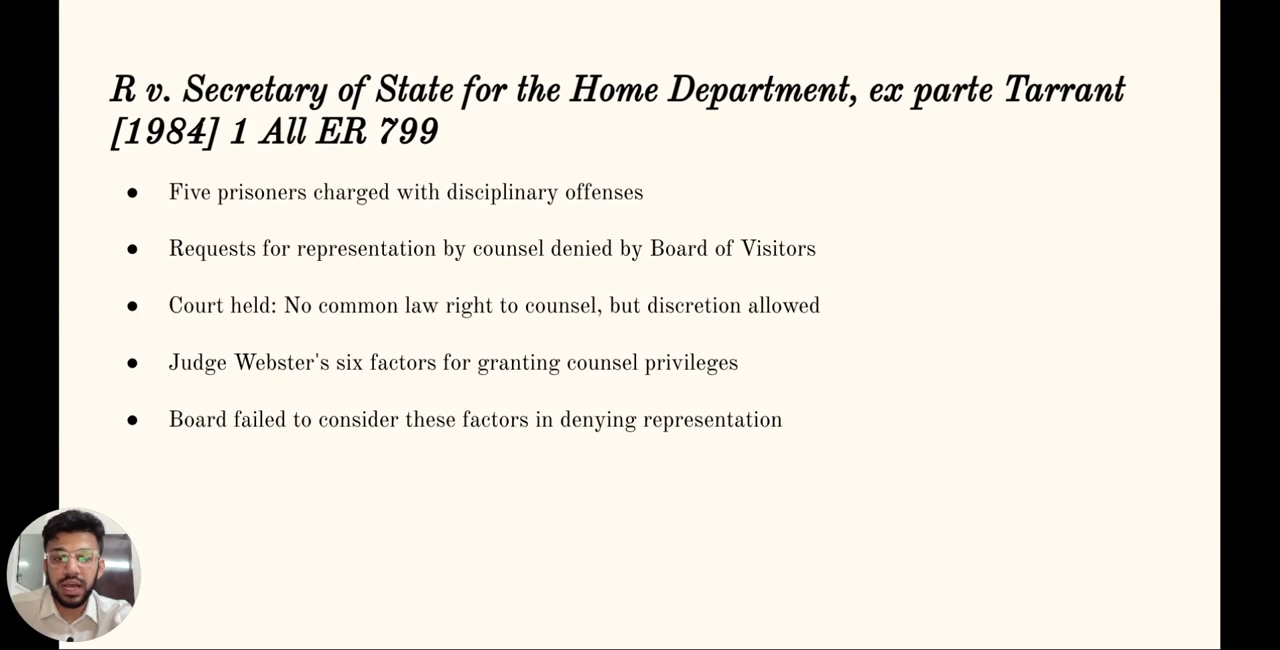 R v. Secretary of State for the Home Department, ex parte Tarrant
[1984] 1 All ER 799
● Five prisoners charged with disciplinary offenses
● Requests for representation by counsel denied by Board of Visitors
● Court held: No common law right to counsel, but discretion allowed
● Judge Webster's six factors for granting counsel privileges
● Board failed to consider these factors in denying representation